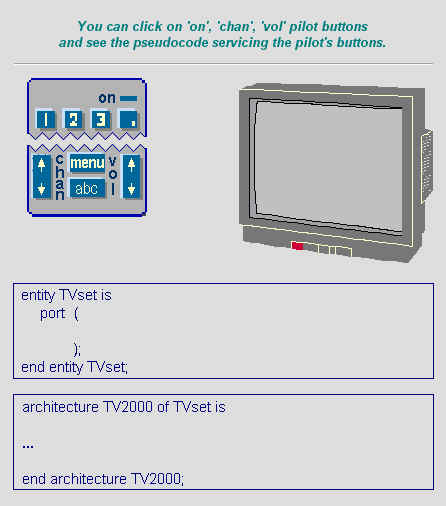 You can click on 'on', 'chan', 'vol' pilot buttons
and see the pseudocode servicing the pilot's buttons.
on
1 2 3 .
chan menu vol
abc
entity TVset is
port (
);
end entity TVset;
architecture TV2000 of TVset is
...
end architecture TV2000;